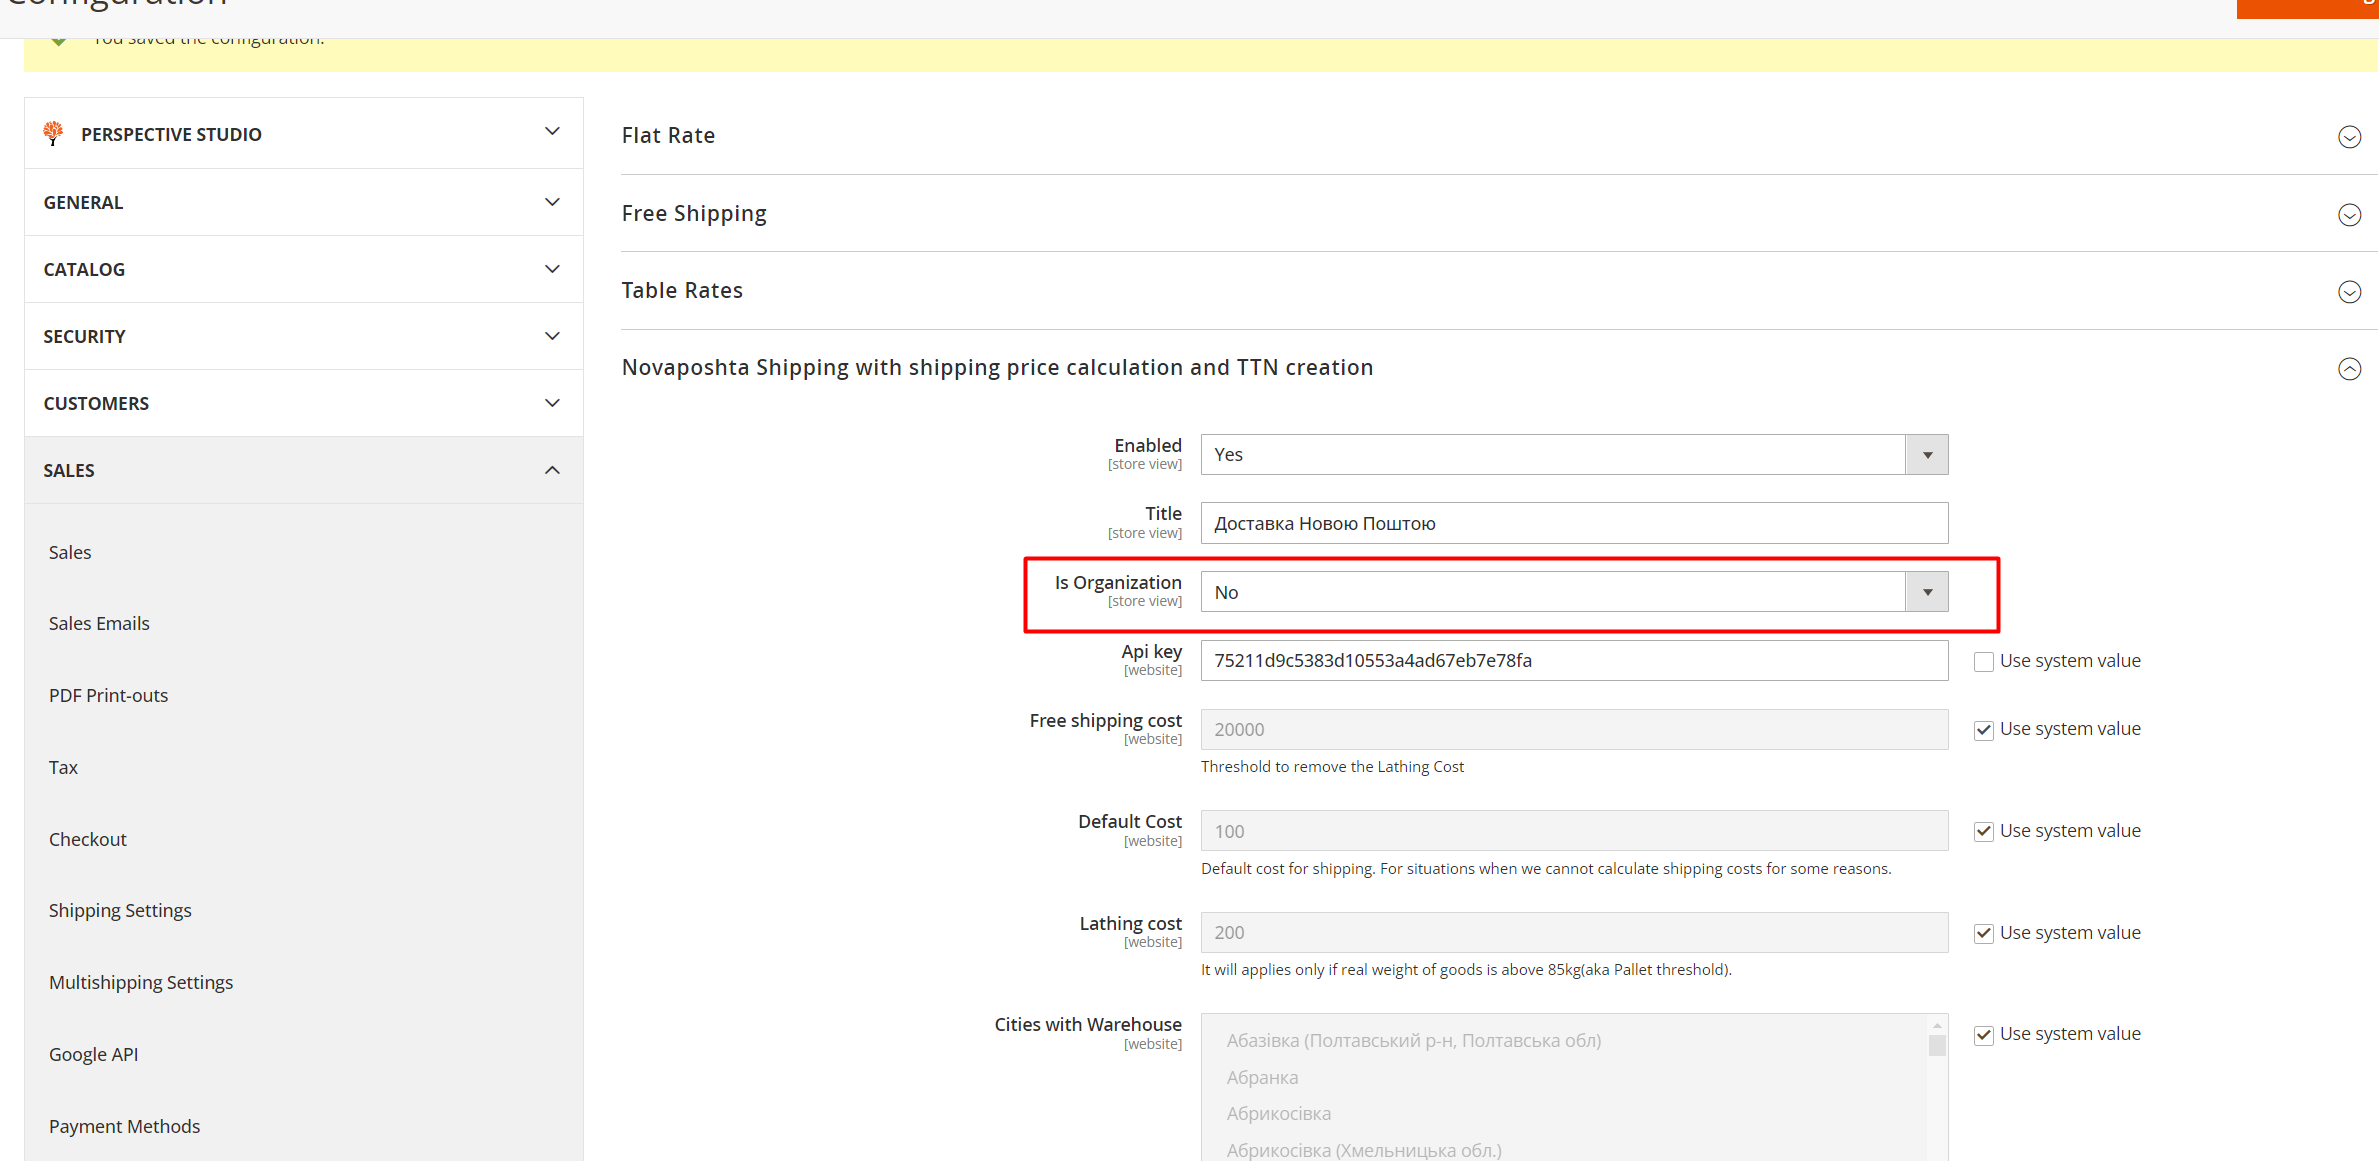 Configuration
You saved the configuration.
PERSPECTIVE STUDIO
GENERAL
CATALOG
SECURITY
CUSTOMERS
SALES
Sales
Sales Emails
PDF Print-outs
Tax
Checkout
Shipping Settings
Multishipping Settings
Google API
Payment Methods
Flat Rate
Free Shipping
Table Rates
Novaposhta Shipping with shipping price calculation and TTN creation
Enabled
[store view]
Yes
Title
[store view]
Доставка Новою Поштою
Is Organization
[store view]
No
Api key
[website]
75211d9c5383d10553a4ad67eb7e78fa
Use system value
Free shipping cost
[website]
20000
Use system value
Threshold to remove the Lathing Cost
Default Cost
[website]
100
Use system value
Default cost for shipping. For situations when we cannot calculate shipping costs for some reasons.
Lathing cost
[website]
200
Use system value
It will applies only if real weight of goods is above 85kg(aka Pallet threshold).
Cities with Warehouse
[website]
Абазівка (Полтавський р-н, Полтавська обл)
Абранка
Абрикосівка
Абрикосівка (Хмельницька обл.)
Use system value